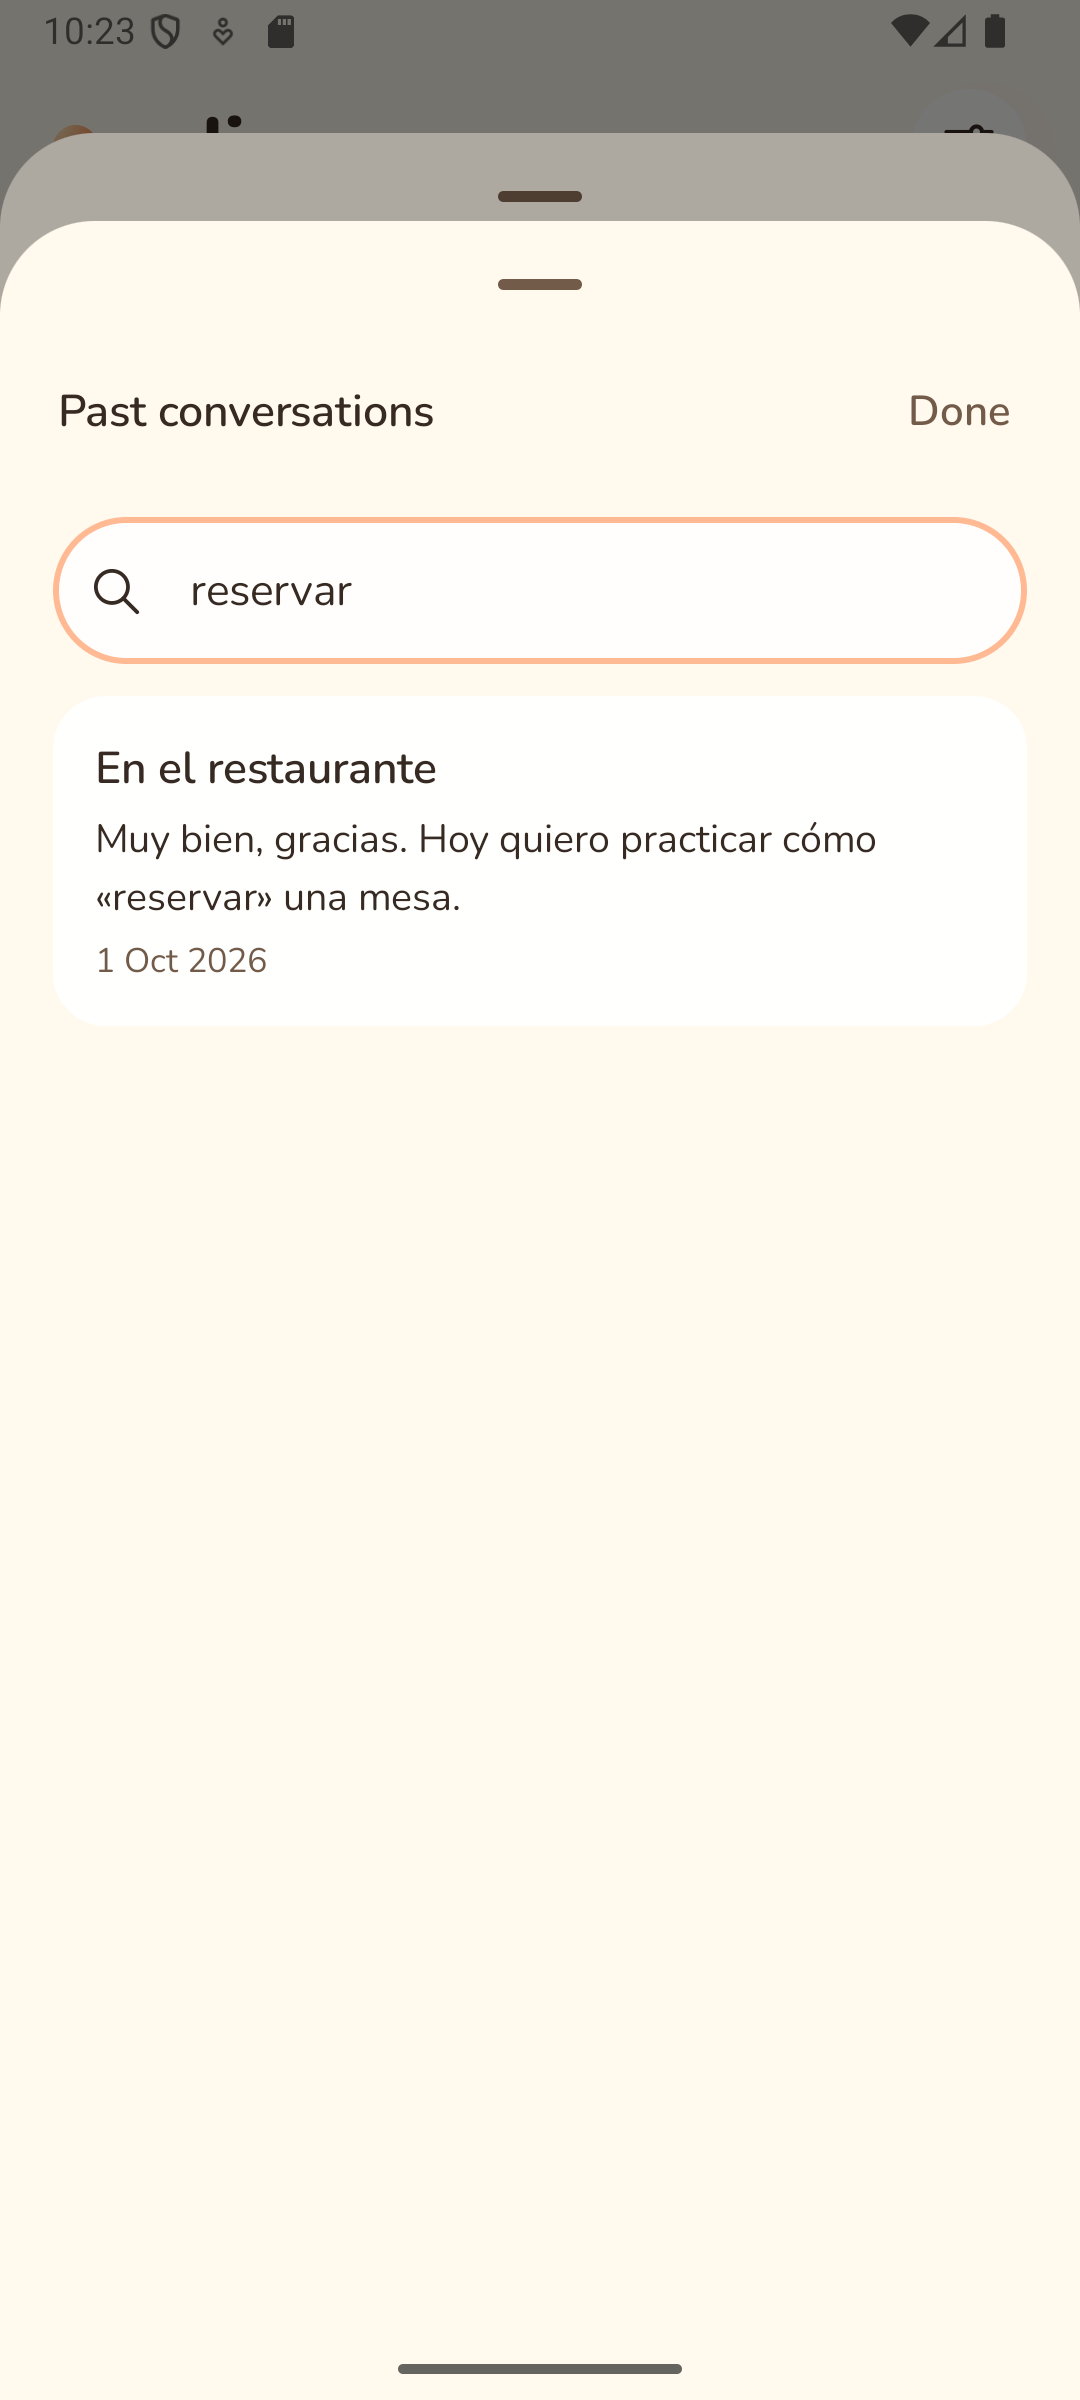 10:23
Past conversations
Done
reservar
En el restaurante
Muy bien, gracias. Hoy quiero practicar cómo
«reservar» una mesa.
1 Oct 2026